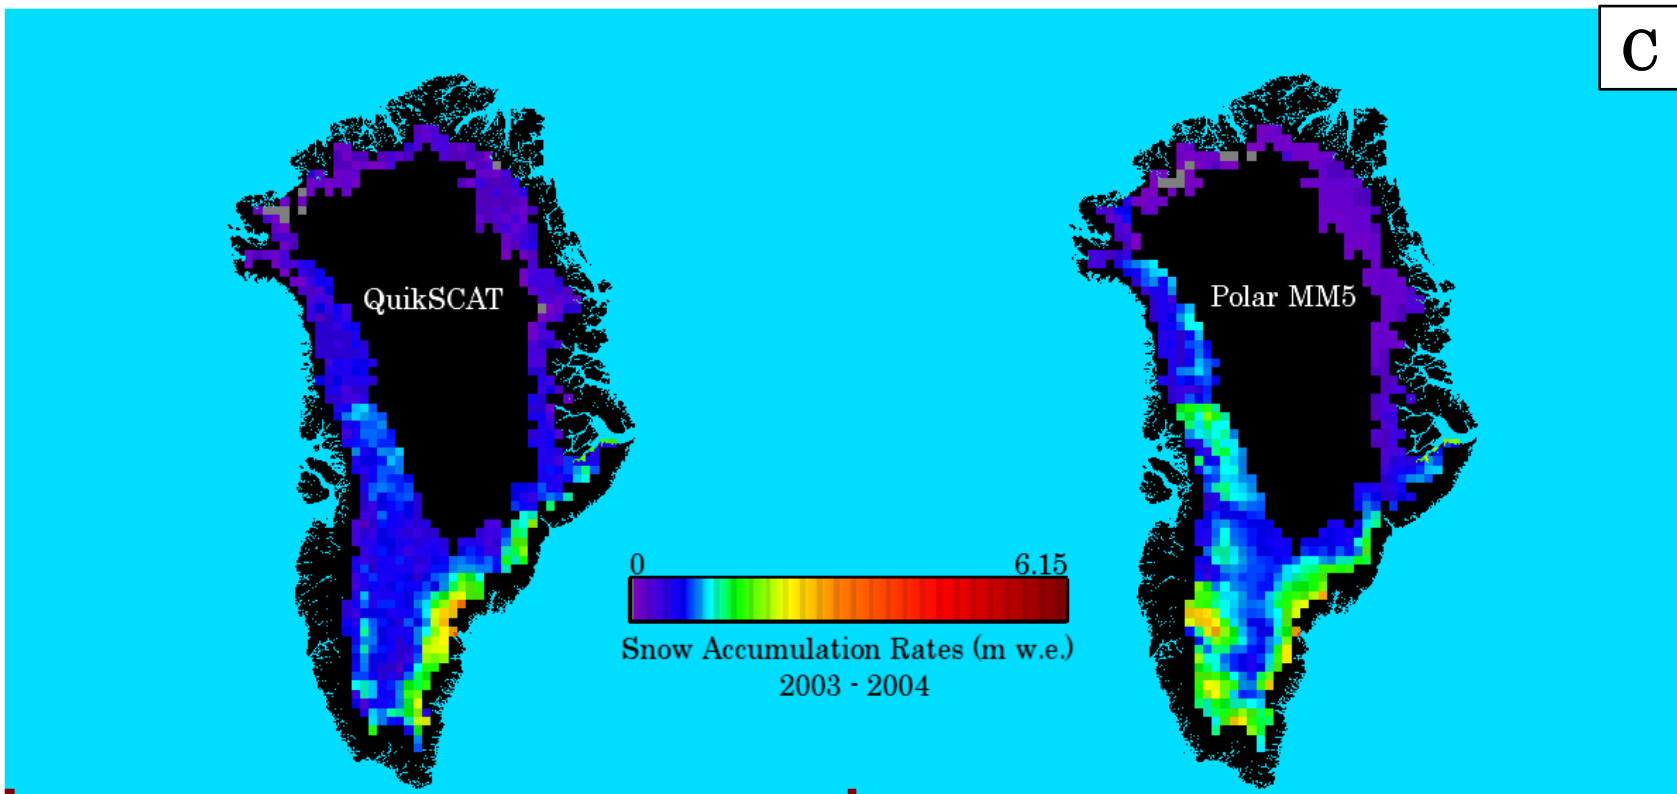 C
QuikSCAT
Polar MM5
0 6.15
Snow Accumulation Rates (m w.e.)
2003 - 2004